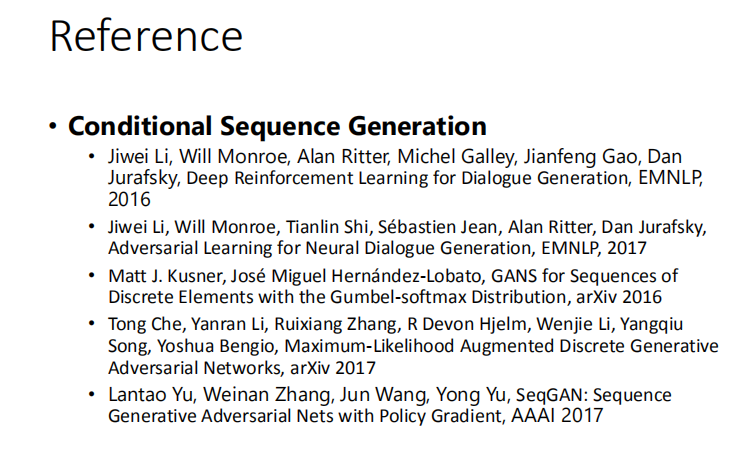 Reference
• Conditional Sequence Generation
• Jiwei Li, Will Monroe, Alan Ritter, Michel Galley, Jianfeng Gao, Dan
Jurafsky, Deep Reinforcement Learning for Dialogue Generation, EMNLP,
2016
• Jiwei Li, Will Monroe, Tianlin Shi, Sébastien Jean, Alan Ritter, Dan Jurafsky,
Adversarial Learning for Neural Dialogue Generation, EMNLP, 2017
• Matt J. Kusner, José Miguel Hernández-Lobato, GANS for Sequences of
Discrete Elements with the Gumbel-softmax Distribution, arXiv 2016
• Tong Che, Yanran Li, Ruixiang Zhang, R Devon Hjelm, Wenjie Li, Yangqiu
Song, Yoshua Bengio, Maximum-Likelihood Augmented Discrete Generative
Adversarial Networks, arXiv 2017
• Lantao Yu, Weinan Zhang, Jun Wang, Yong Yu, SeqGAN: Sequence
Generative Adversarial Nets with Policy Gradient, AAAI 2017